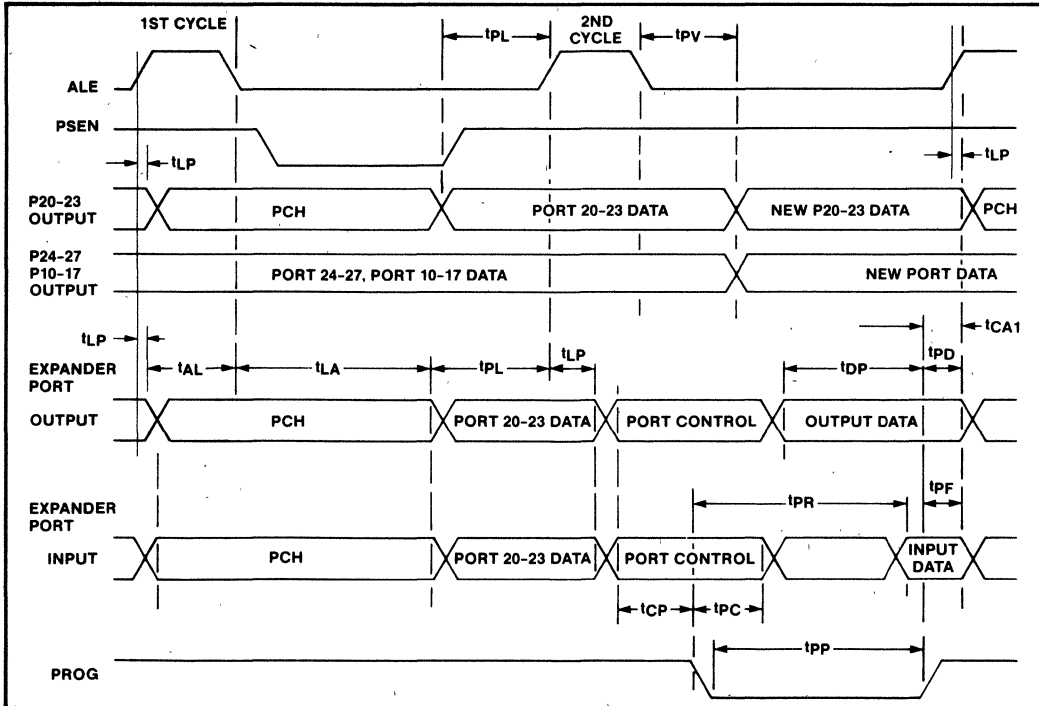 1ST CYCLE
2ND CYCLE
tPL
tPV
ALE
PSEN
tLP
tLP
P20-23 OUTPUT
PCH
PORT 20-23 DATA
NEW P20-23 DATA
PCH
P24-27
P10-17
OUTPUT
PORT 24-27, PORT 10-17 DATA
NEW PORT DATA
tLP
tCA1
EXPANDER PORT
tAL
tLA
tPL
tLP
tDP
tPD
OUTPUT
PCH
PORT 20-23 DATA
PORT CONTROL
OUTPUT DATA
EXPANDER PORT
tPR
tPF
INPUT
PCH
PORT 20-23 DATA
PORT CONTROL
INPUT DATA
tCP
tPC
tPP
PROG